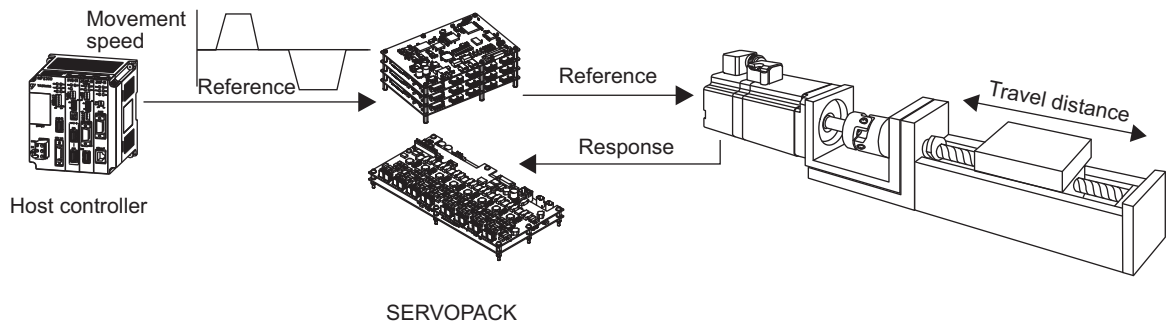 Movement
speed
Reference
Reference
Travel distance
Response
Host controller
SERVOPACK